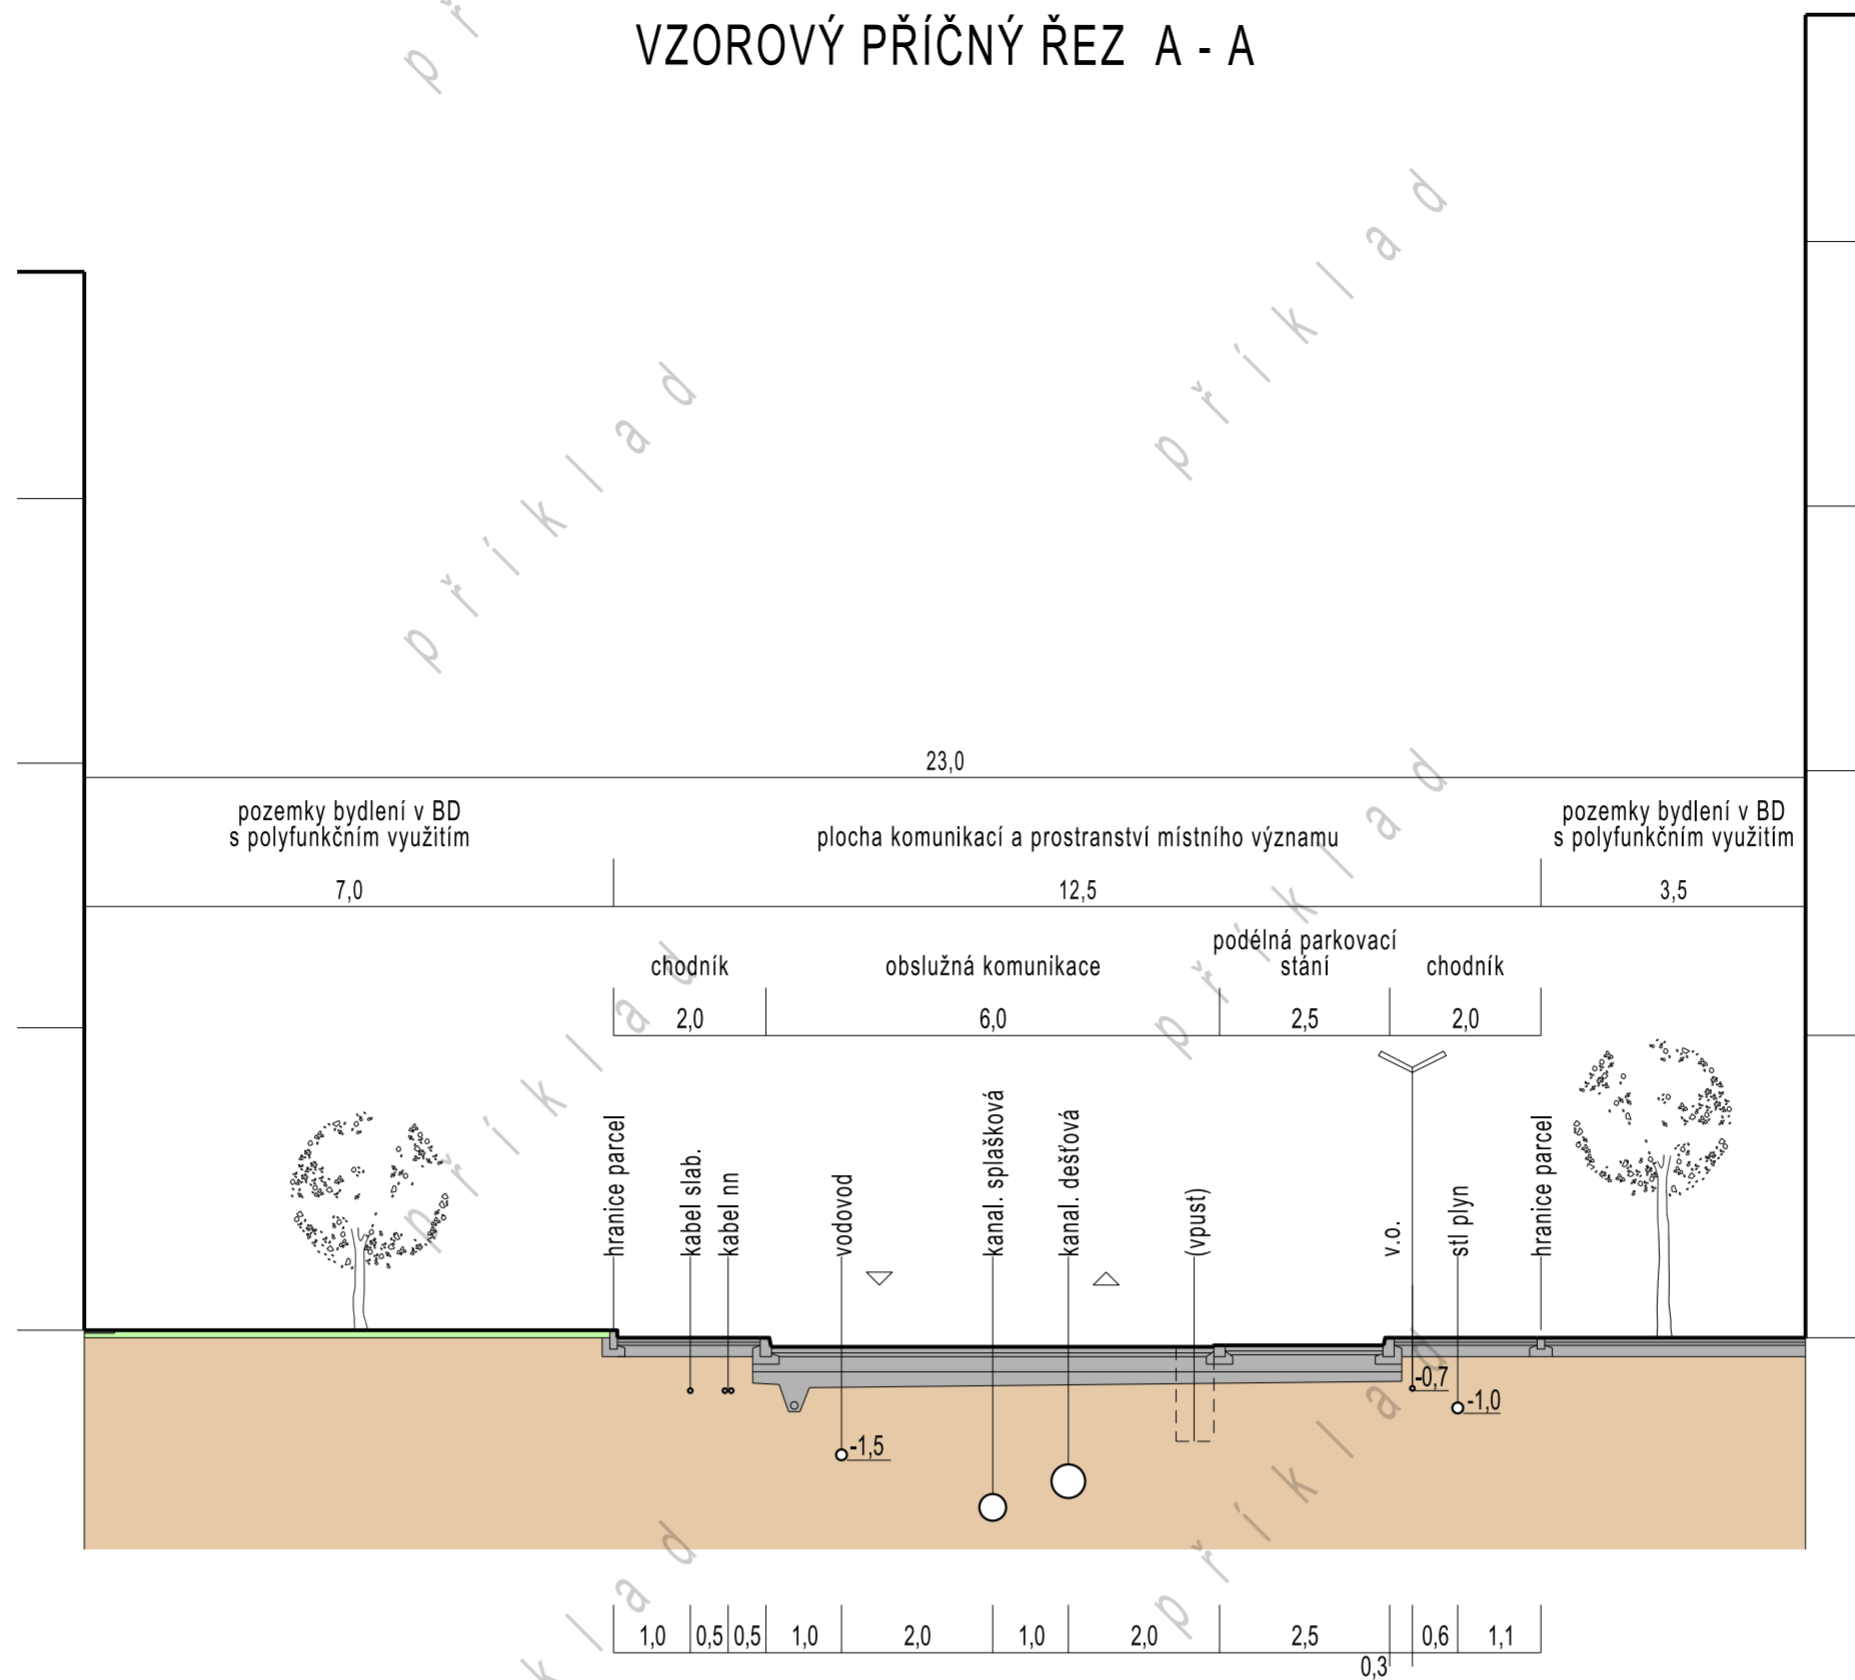 VZOROVÝ PŘÍČNÝ ŘEZ A - A
příklad
příklad
23,0
pozemky bydlení v BD
s polyfunkčním využitím
plocha komunikací a prostranství místního významu
pozemky bydlení v BD
s polyfunkčním využitím
7,0
12,5
3,5
chodník
obslužná komunikace
podélná parkovací
stání
chodník
2,0
6,0
2,5
2,0
příklad
příklad
hranice parcel
kabel slab.
kabel nn
vodovod
kanal. splašková
kanal. dešťová
(vpust)
v.o.
stl plyn
hranice parcel
-0,7
-1,0
-1,5
příklad
1,0 0,5 0,5 1,0 2,0 1,0 2,0 2,5 0,6 1,1
0,3